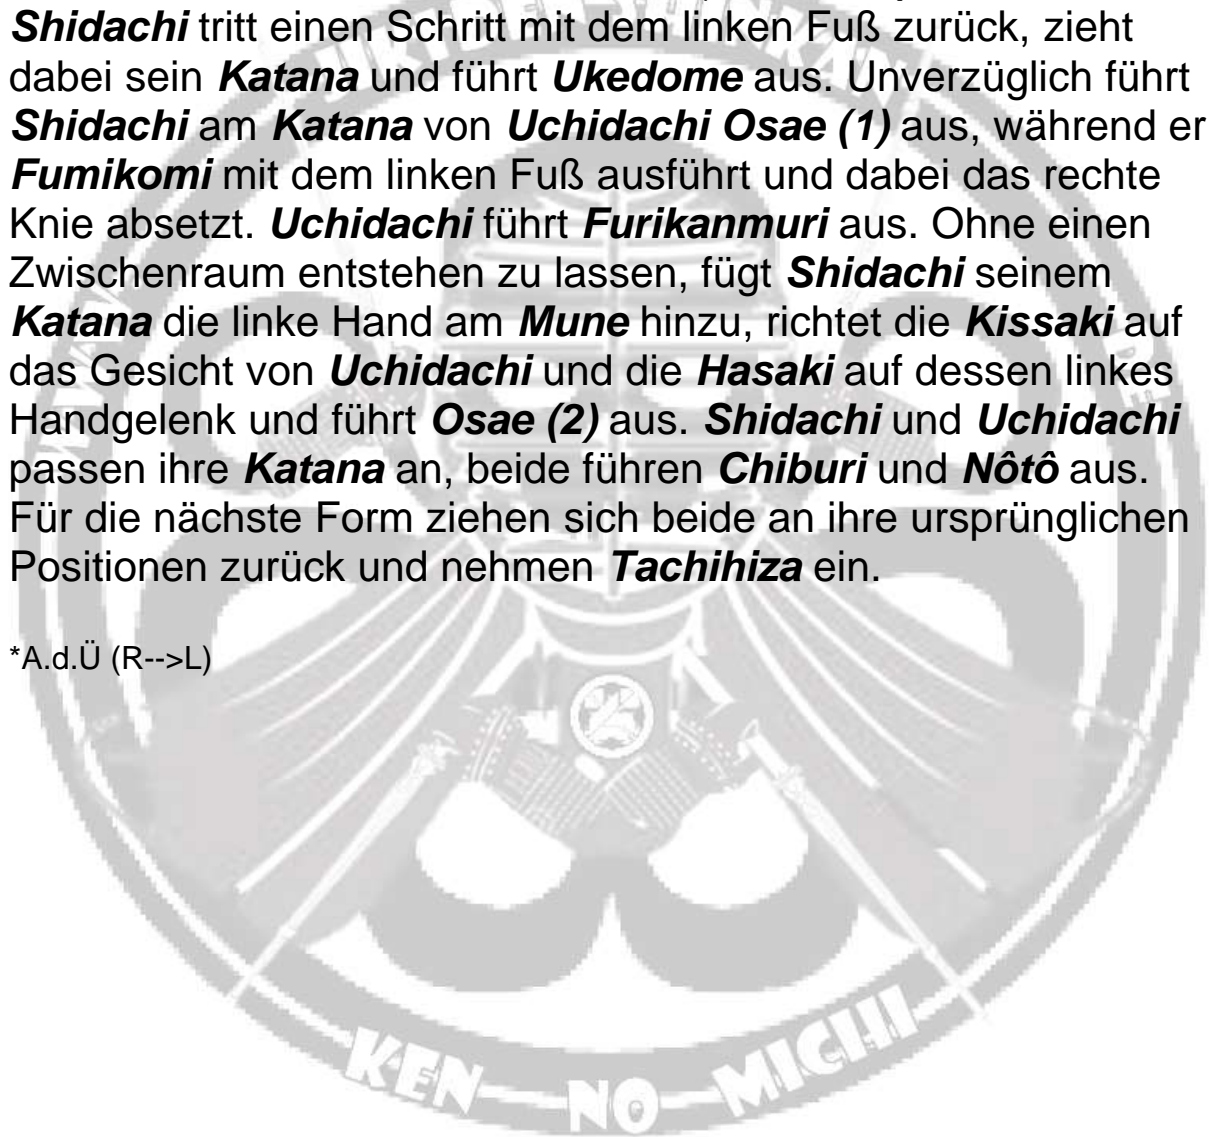 Shidachi tritt einen Schritt mit dem linken Fuß zurück, zieht
dabei sein Katana und führt Ukedome aus. Unverzüglich führt
Shidachi am Katana von Uchidachi Osae (1) aus, während er
Fumikomi mit dem linken Fuß ausführt und dabei das rechte
Knie absetzt. Uchidachi führt Furikanmuri aus. Ohne einen
Zwischenraum entstehen zu lassen, fügt Shidachi seinem
Katana die linke Hand am Mune hinzu, richtet die Kissaki auf
das Gesicht von Uchidachi und die Hasaki auf dessen linkes
Handgelenk und führt Osae (2) aus. Shidachi und Uchidachi
passen ihre Katana an, beide führen Chiburi und Nôtô aus.
Für die nächste Form ziehen sich beide an ihre ursprünglichen
Positionen zurück und nehmen Tachihiza ein.
*A.d.Ü (R-->L)
KEN NO MICHI